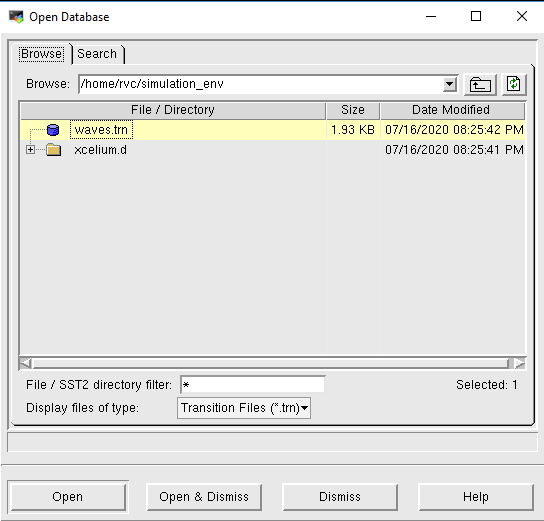 Open Database
Browse Search
Browse: /home/rvc/simulation_env
File / Directory Size Date Modified
waves.trn 1.93 KB 07/16/2020 08:25:42 PM
xcelium.d 07/16/2020 08:25:41 PM
File / SST2 directory filter: * Selected: 1
Display files of type: Transition Files (*.trn)
Open Open & Dismiss Dismiss Help